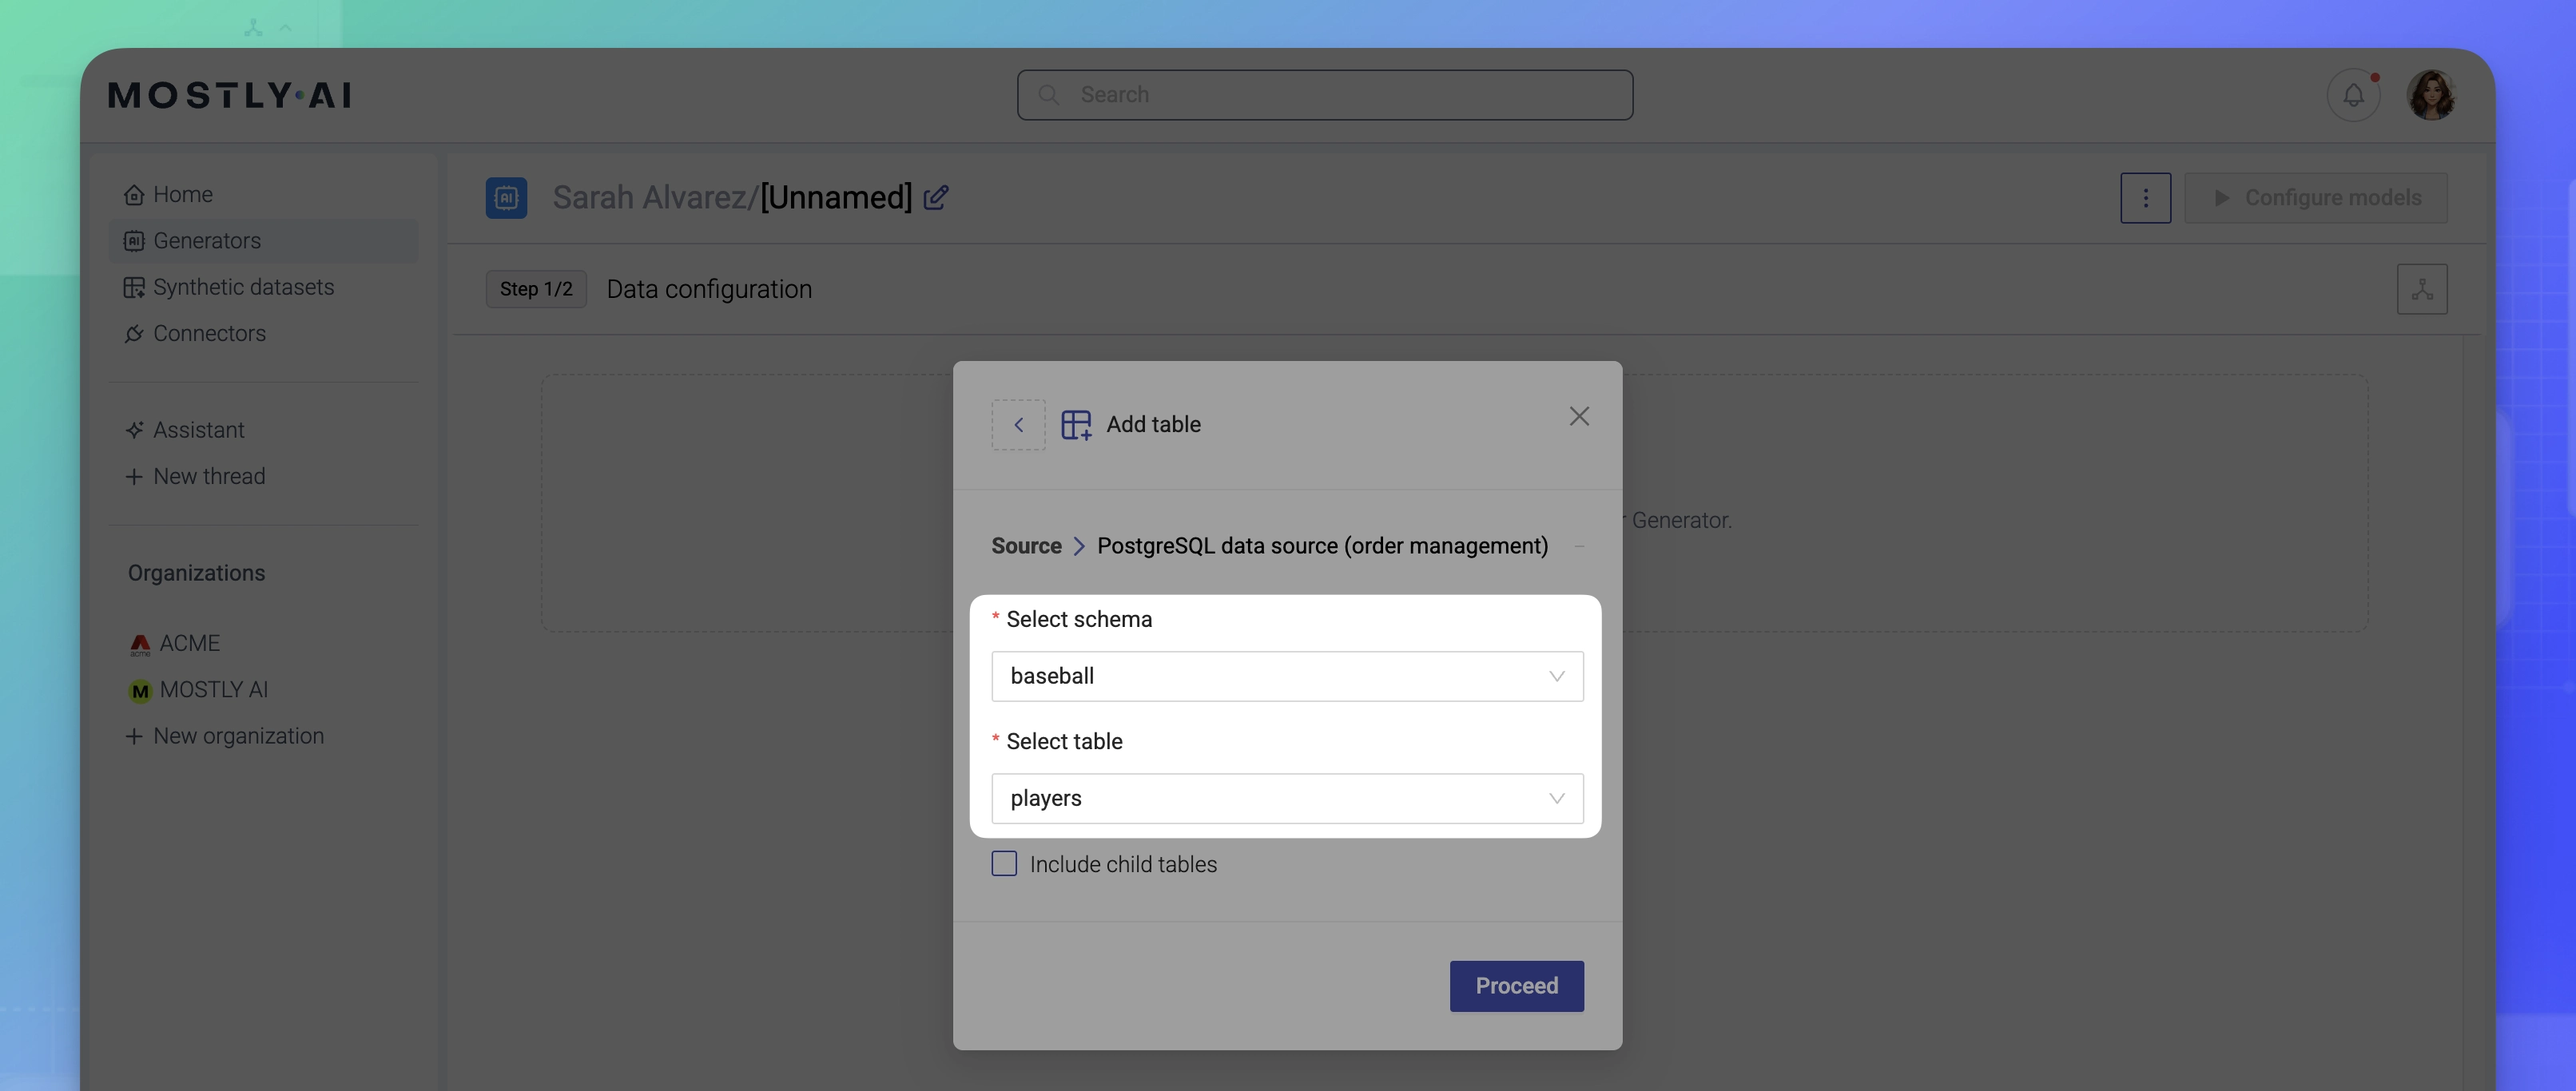 MOSTLY·AI
Search
Home
Generators
Synthetic datasets
Connectors
Assistant
New thread
Organizations
ACME
MOSTLY AI
New organization
Sarah Alvarez/[Unnamed]
Configure models
Step 1/2 Data configuration
r Generator.
Add table
Source > PostgreSQL data source (order management)
* Select schema
baseball
* Select table
players
Include child tables
Proceed